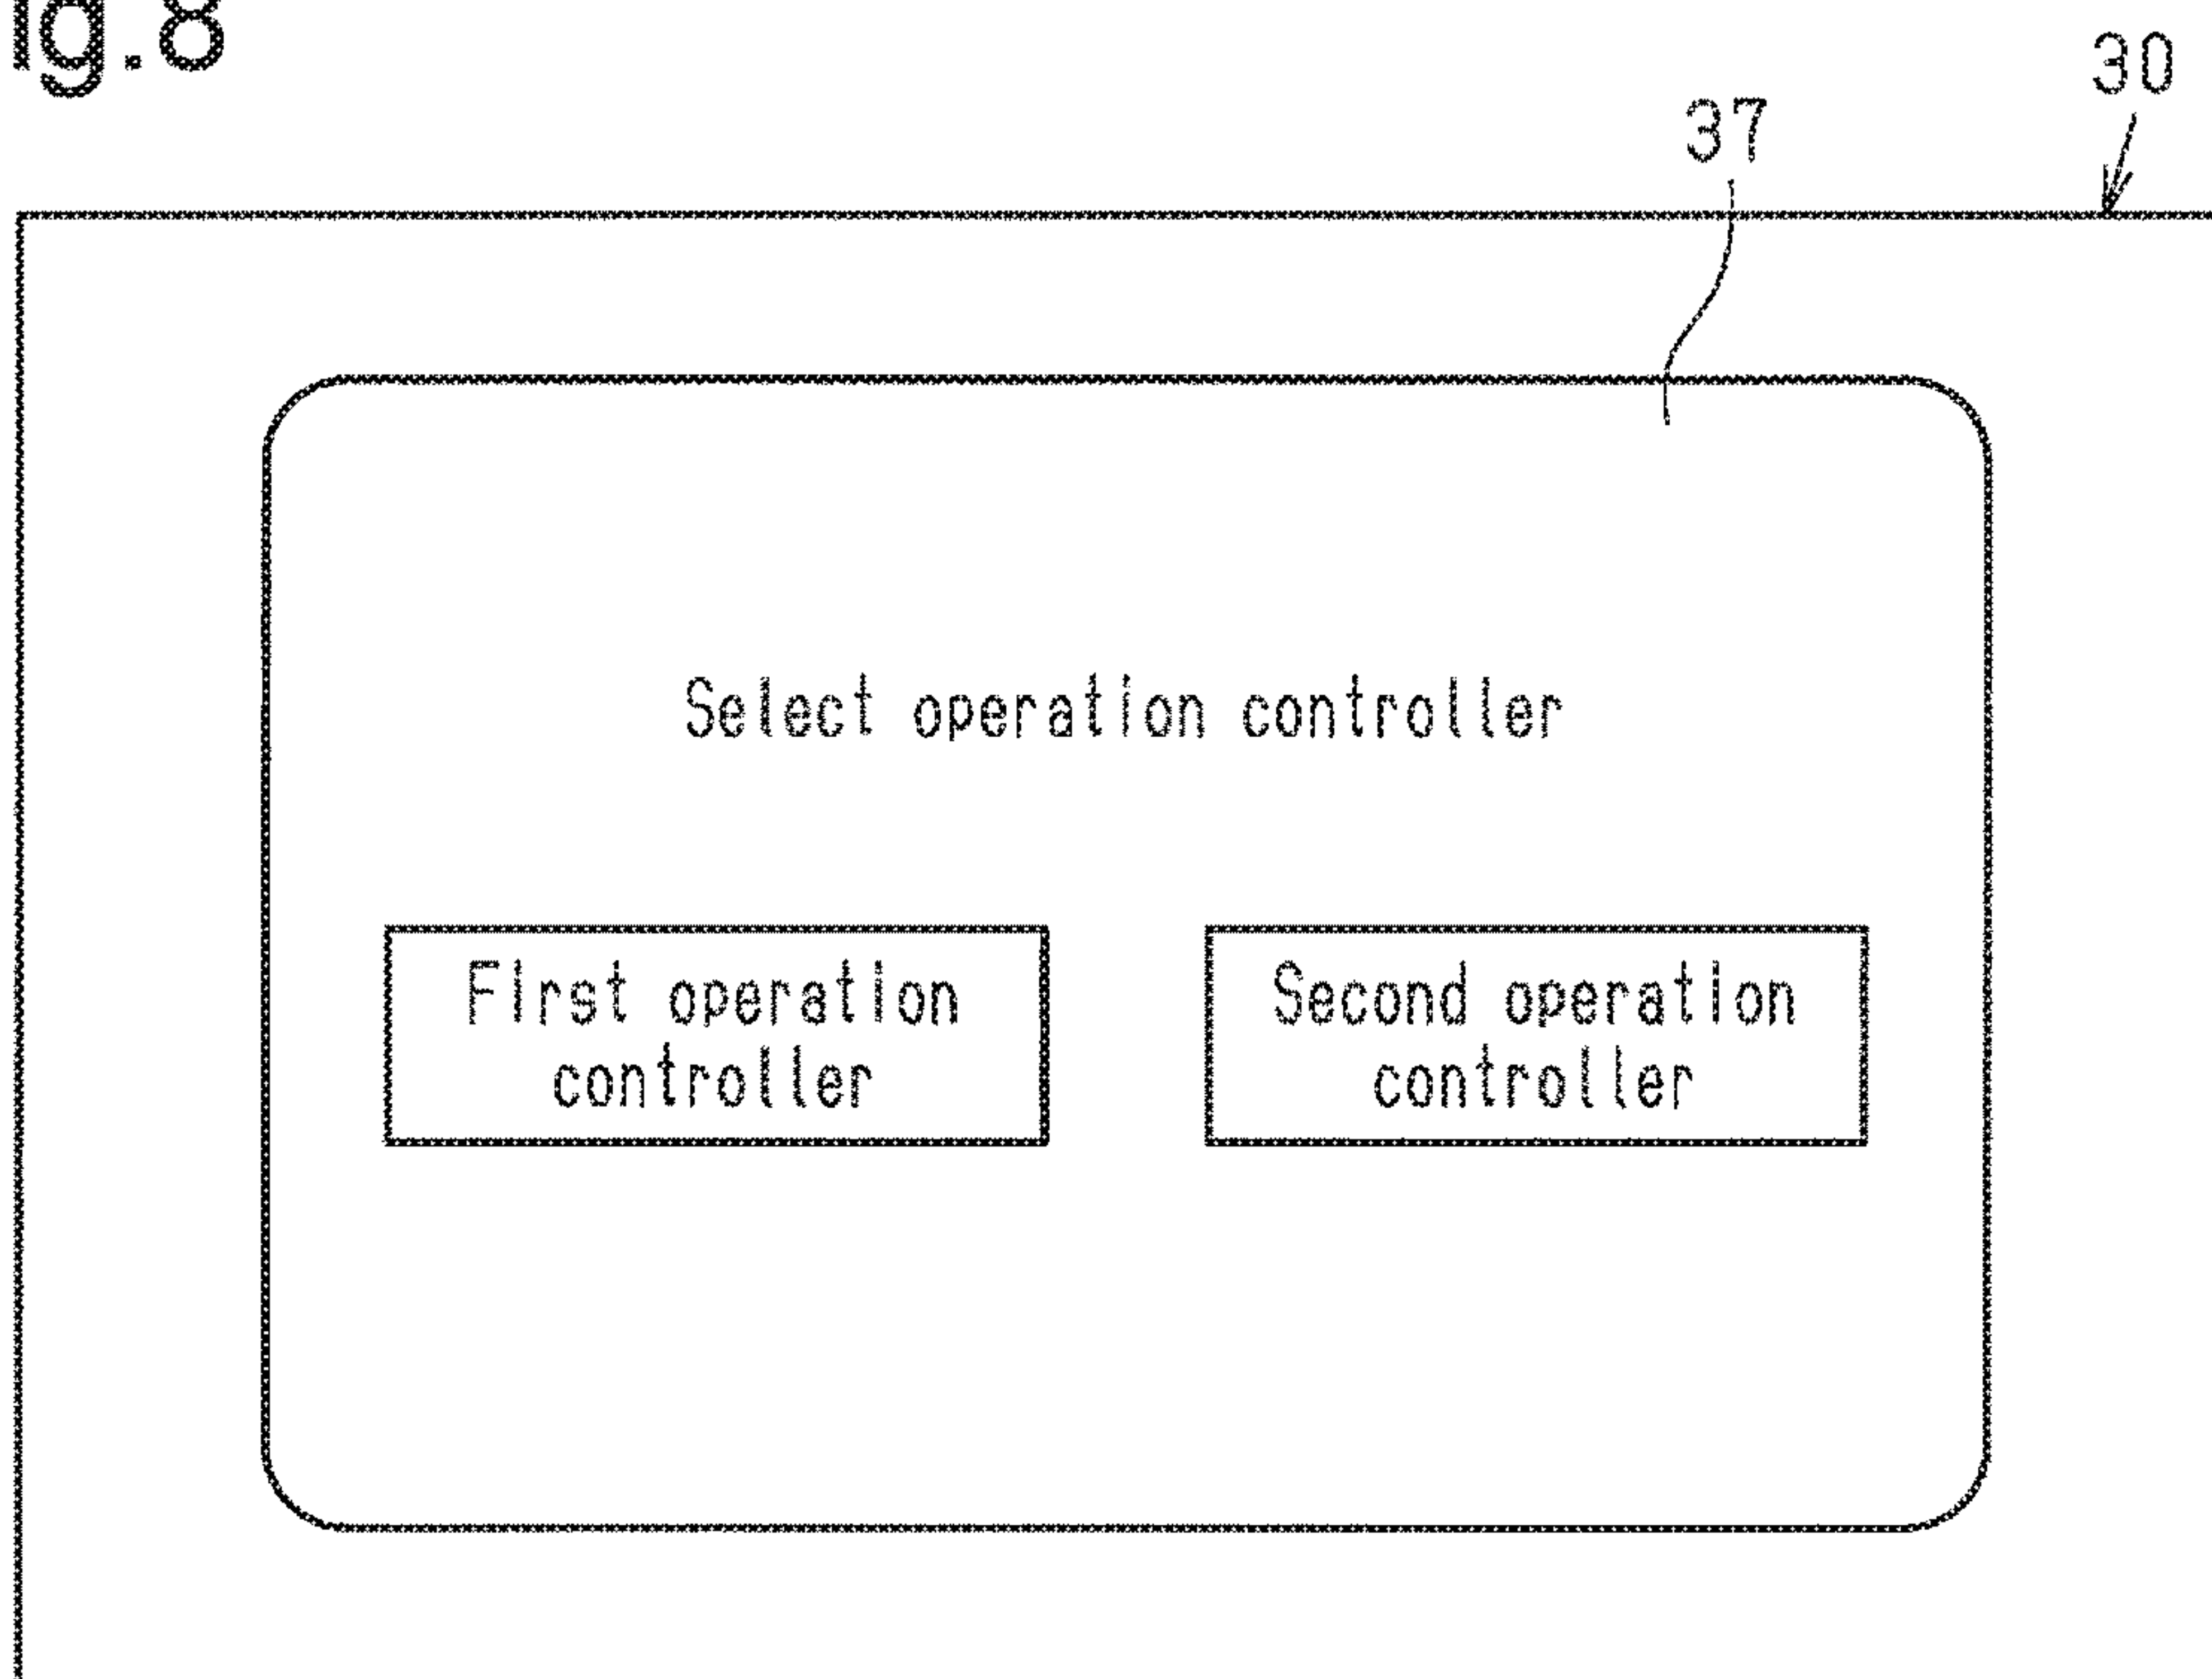 ig.8
30
37
Select operation controller
First operation
controller
Second operation
controller